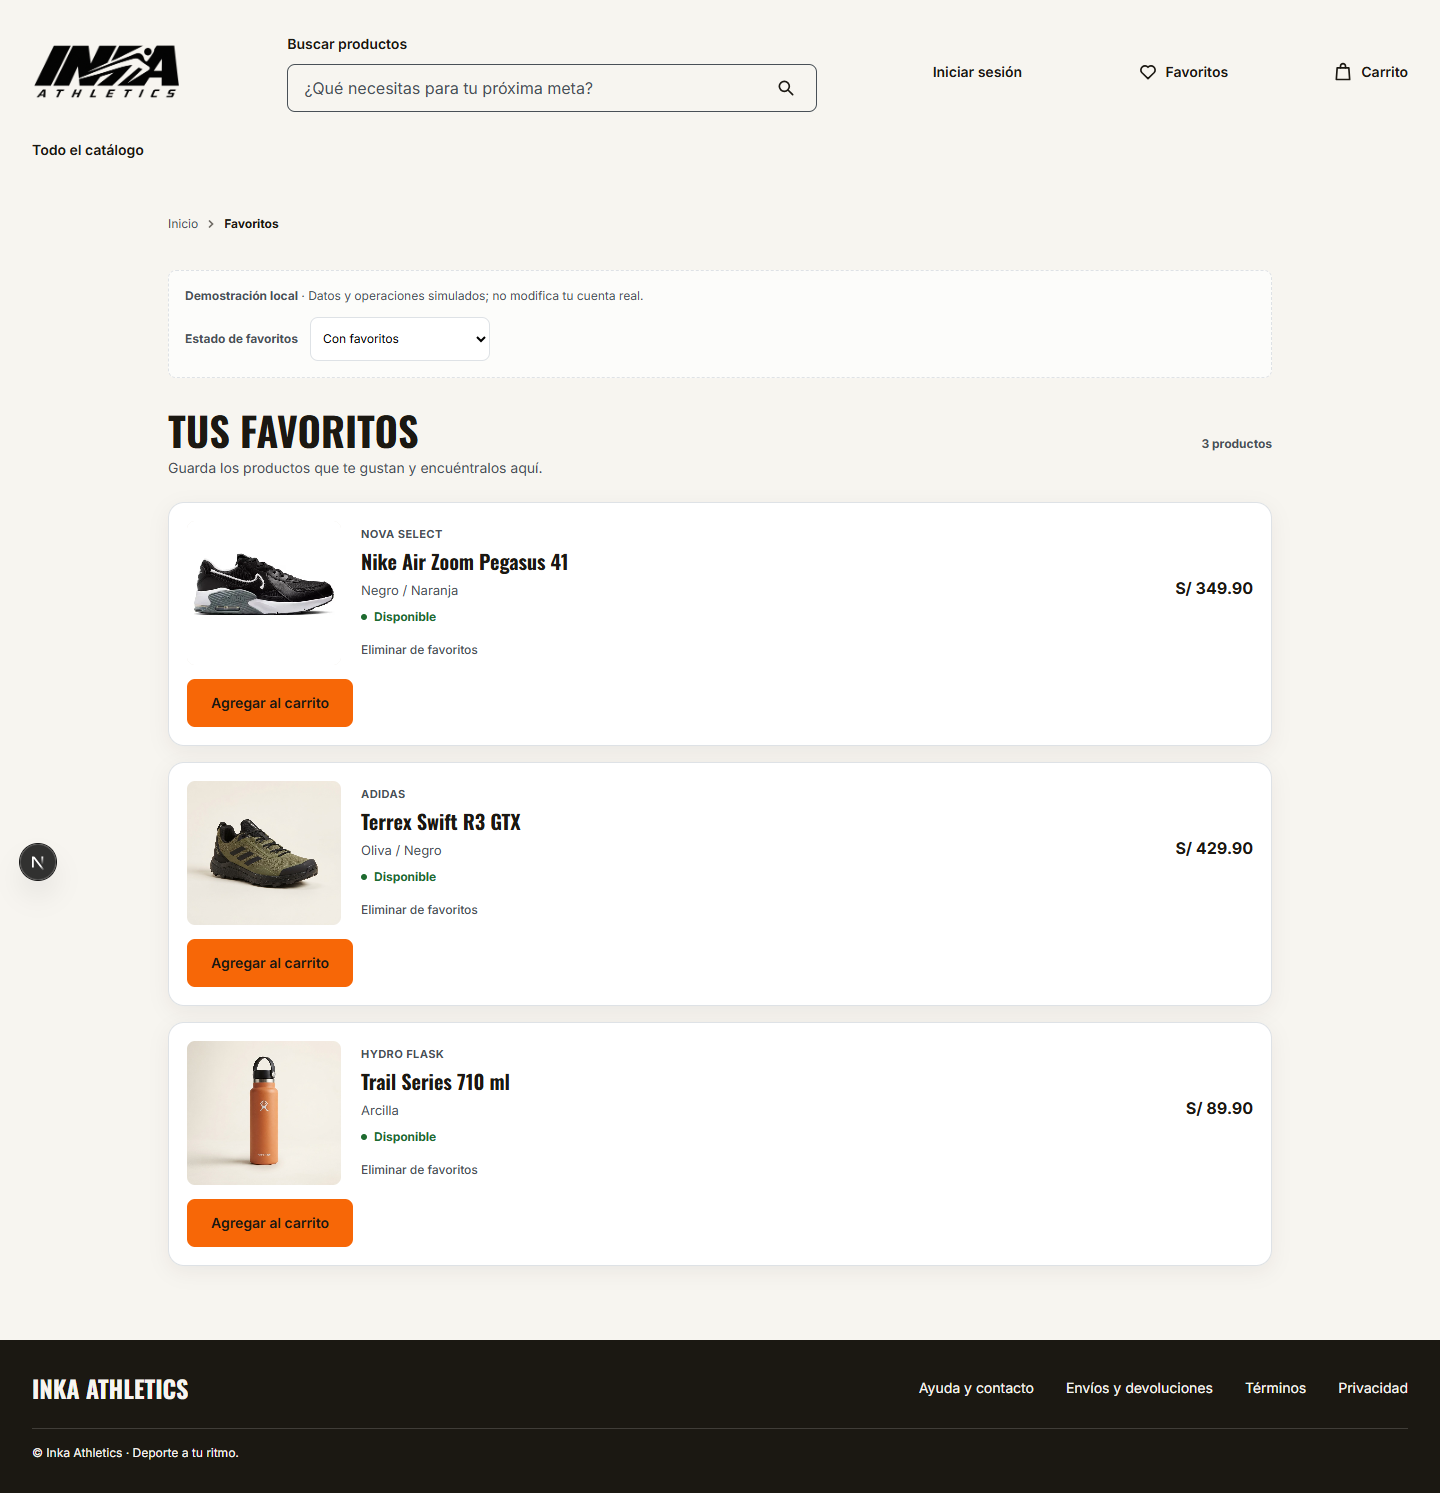 INKA
ATHLETICS
Buscar productos
¿Qué necesitas para tu próxima meta?
Iniciar sesión
Favoritos
Carrito
Todo el catálogo
Inicio > Favoritos
Demostración local · Datos y operaciones simulados; no modifica tu cuenta real.
Estado de favoritos Con favoritos
TUS FAVORITOS
3 productos
Guarda los productos que te gustan y encuéntralos aquí.
NOVA SELECT
Nike Air Zoom Pegasus 41
Negro / Naranja
S/ 349.90
Disponible
Eliminar de favoritos
Agregar al carrito
ADIDAS
Terrex Swift R3 GTX
Oliva / Negro
S/ 429.90
Disponible
Eliminar de favoritos
Agregar al carrito
HYDRO FLASK
Trail Series 710 ml
Arcilla
S/ 89.90
Disponible
Eliminar de favoritos
Agregar al carrito
N
INKA ATHLETICS
Ayuda y contacto
Envíos y devoluciones
Términos
Privacidad
© Inka Athletics · Deporte a tu ritmo.